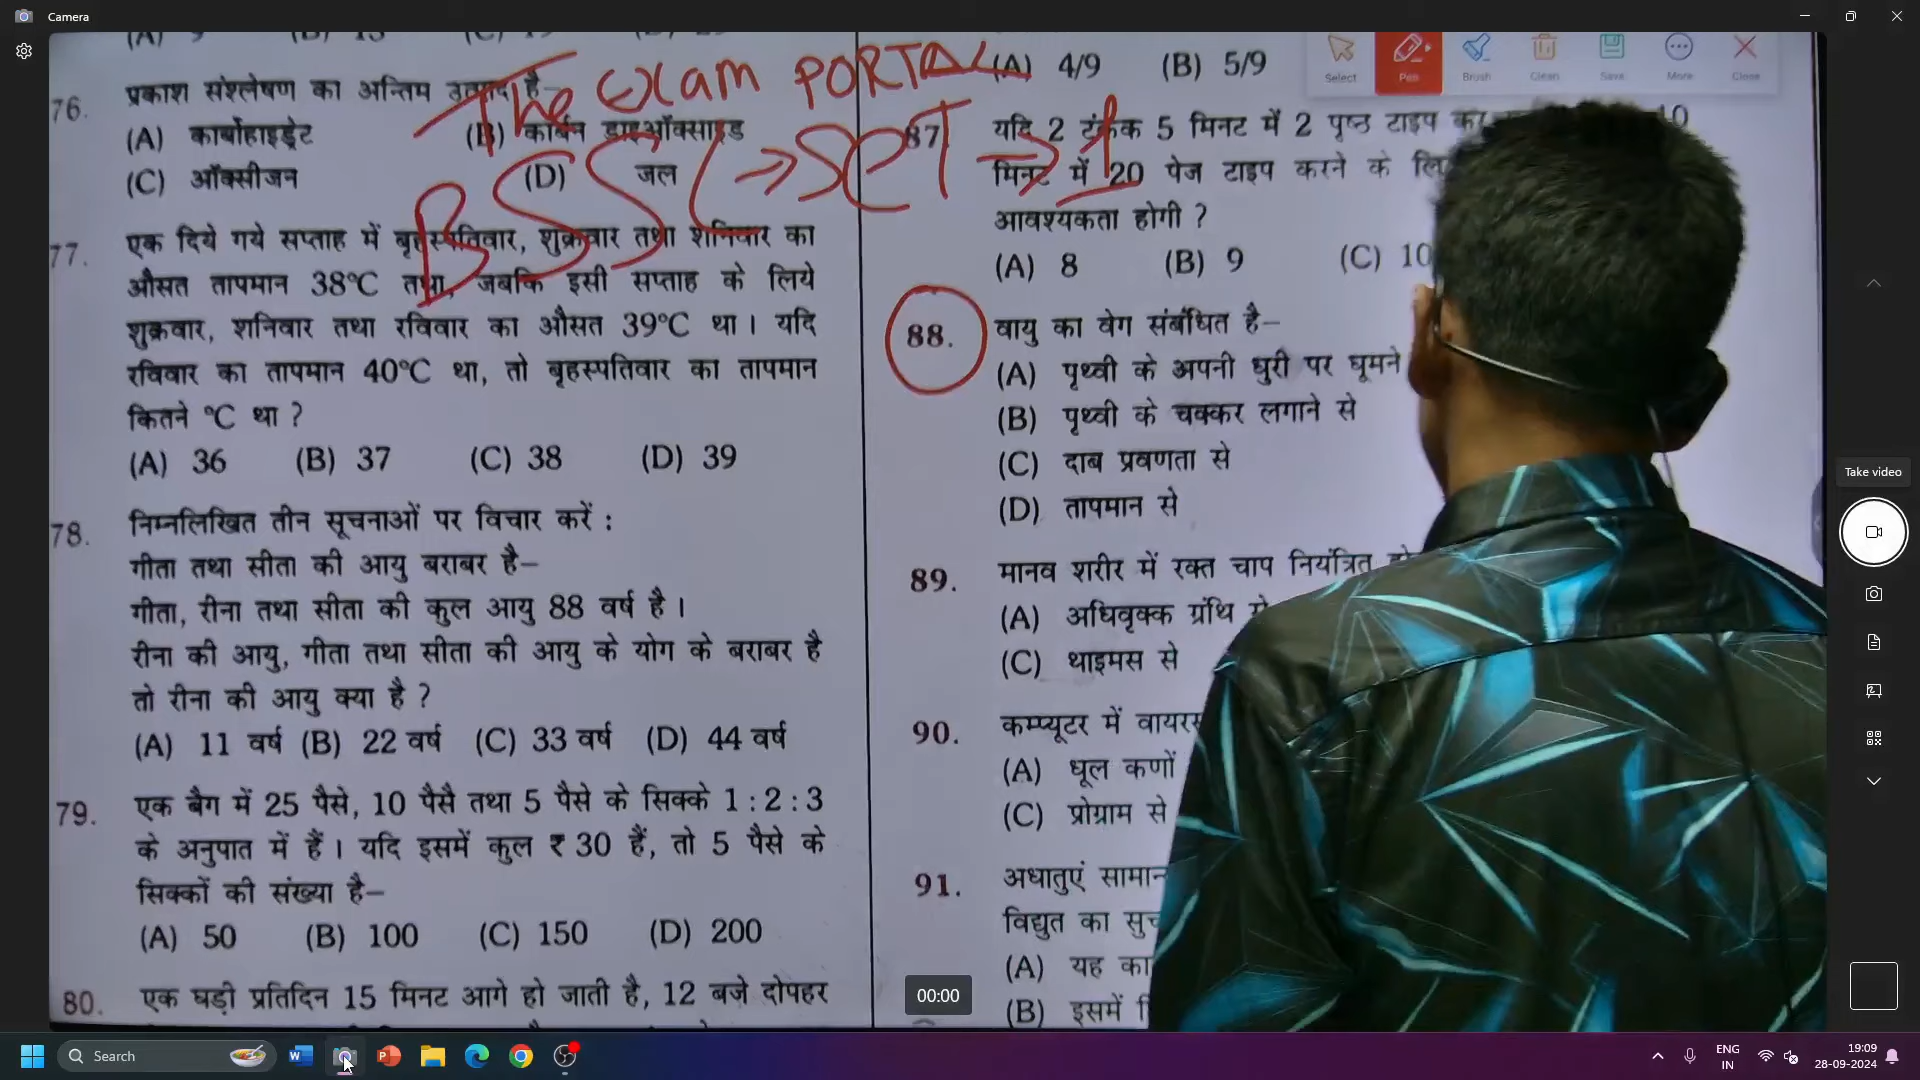 Camera
76. प्रकाश संश्लेषण का अन्तिम उत्पाद है–
(A) कार्बोहाइड्रेट (B) कार्बन डाइऑक्साइड
(C) ऑक्सीजन (D) जल
The Exam PORTAL
BSSC → SET → 1
77. एक दिये गये सप्ताह में बृहस्पतिवार, शुक्रवार तथा शनिवार का
औसत तापमान 38°C तथा, जबकि इसी सप्ताह के लिये
शुक्रवार, शनिवार तथा रविवार का औसत 39°C था। यदि
रविवार का तापमान 40°C था, तो बृहस्पतिवार का तापमान
कितने °C था ?
(A) 36 (B) 37 (C) 38 (D) 39
78. निम्नलिखित तीन सूचनाओं पर विचार करें :
गीता तथा सीता की आयु बराबर है–
गीता, रीना तथा सीता की कुल आयु 88 वर्ष है।
रीना की आयु, गीता तथा सीता की आयु के योग के बराबर है
तो रीना की आयु क्या है ?
(A) 11 वर्ष (B) 22 वर्ष (C) 33 वर्ष (D) 44 वर्ष
79. एक बैग में 25 पैसे, 10 पैसै तथा 5 पैसे के सिक्के 1 : 2 : 3
के अनुपात में हैं। यदि इसमें कुल ₹ 30 हैं, तो 5 पैसे के
सिक्कों की संख्या है–
(A) 50 (B) 100 (C) 150 (D) 200
80. एक घड़ी प्रतिदिन 15 मिनट आगे हो जाती है, 12 बजे दोपहर
(A) 4/9 (B) 5/9
87 यदि 2 टंकक 5 मिनट में 2 पृष्ठ टाइप कर 10
मिनट में 20 पेज टाइप करने के
आवश्यकता होगी ?
(A) 8 (B) 9 (C) 10
88. वायु का वेग संबंधित है–
(A) पृथ्वी के अपनी धुरी पर घूमने
(B) पृथ्वी के चक्कर लगाने से
(C) दाब प्रवणता से
(D) तापमान से
89. मानव शरीर में रक्त चाप नियंत्रित
(A) अधिवृक्क ग्रंथि से
(C) थाइमस से
90. कम्प्यूटर में वायरस
(A) धूल कणों
(C) प्रोग्राम से
91. अधातुएं
विद्युत का
(A) यह
(B) इसमें
Select Pen Brush Clean Save More Close
Take video
00:00
Search
ENG
IN
19:09
28-09-2024